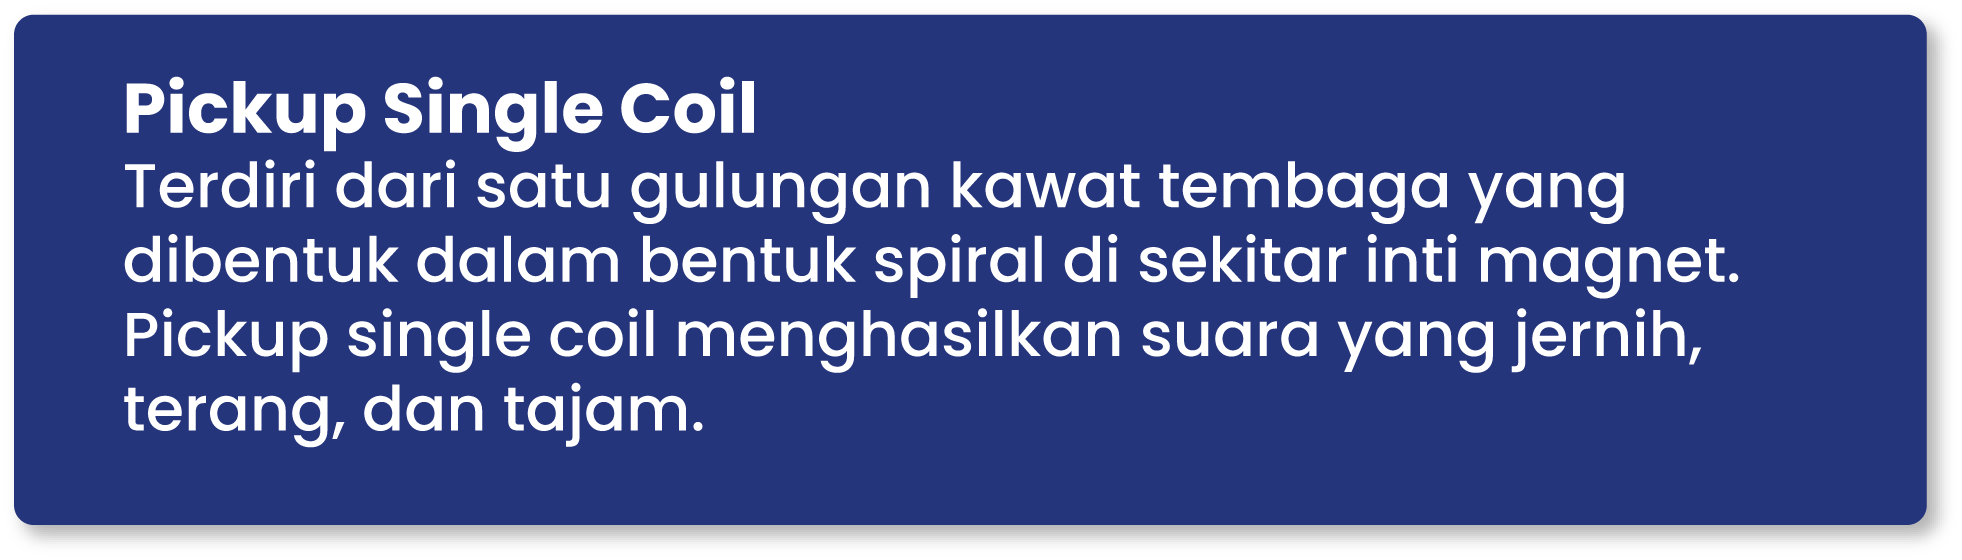 Pickup Single Coil
Terdiri dari satu gulungan kawat tembaga yang
dibentuk dalam bentuk spiral di sekitar inti magnet.
Pickup single coil menghasilkan suara yang jernih,
terang, dan tajam.